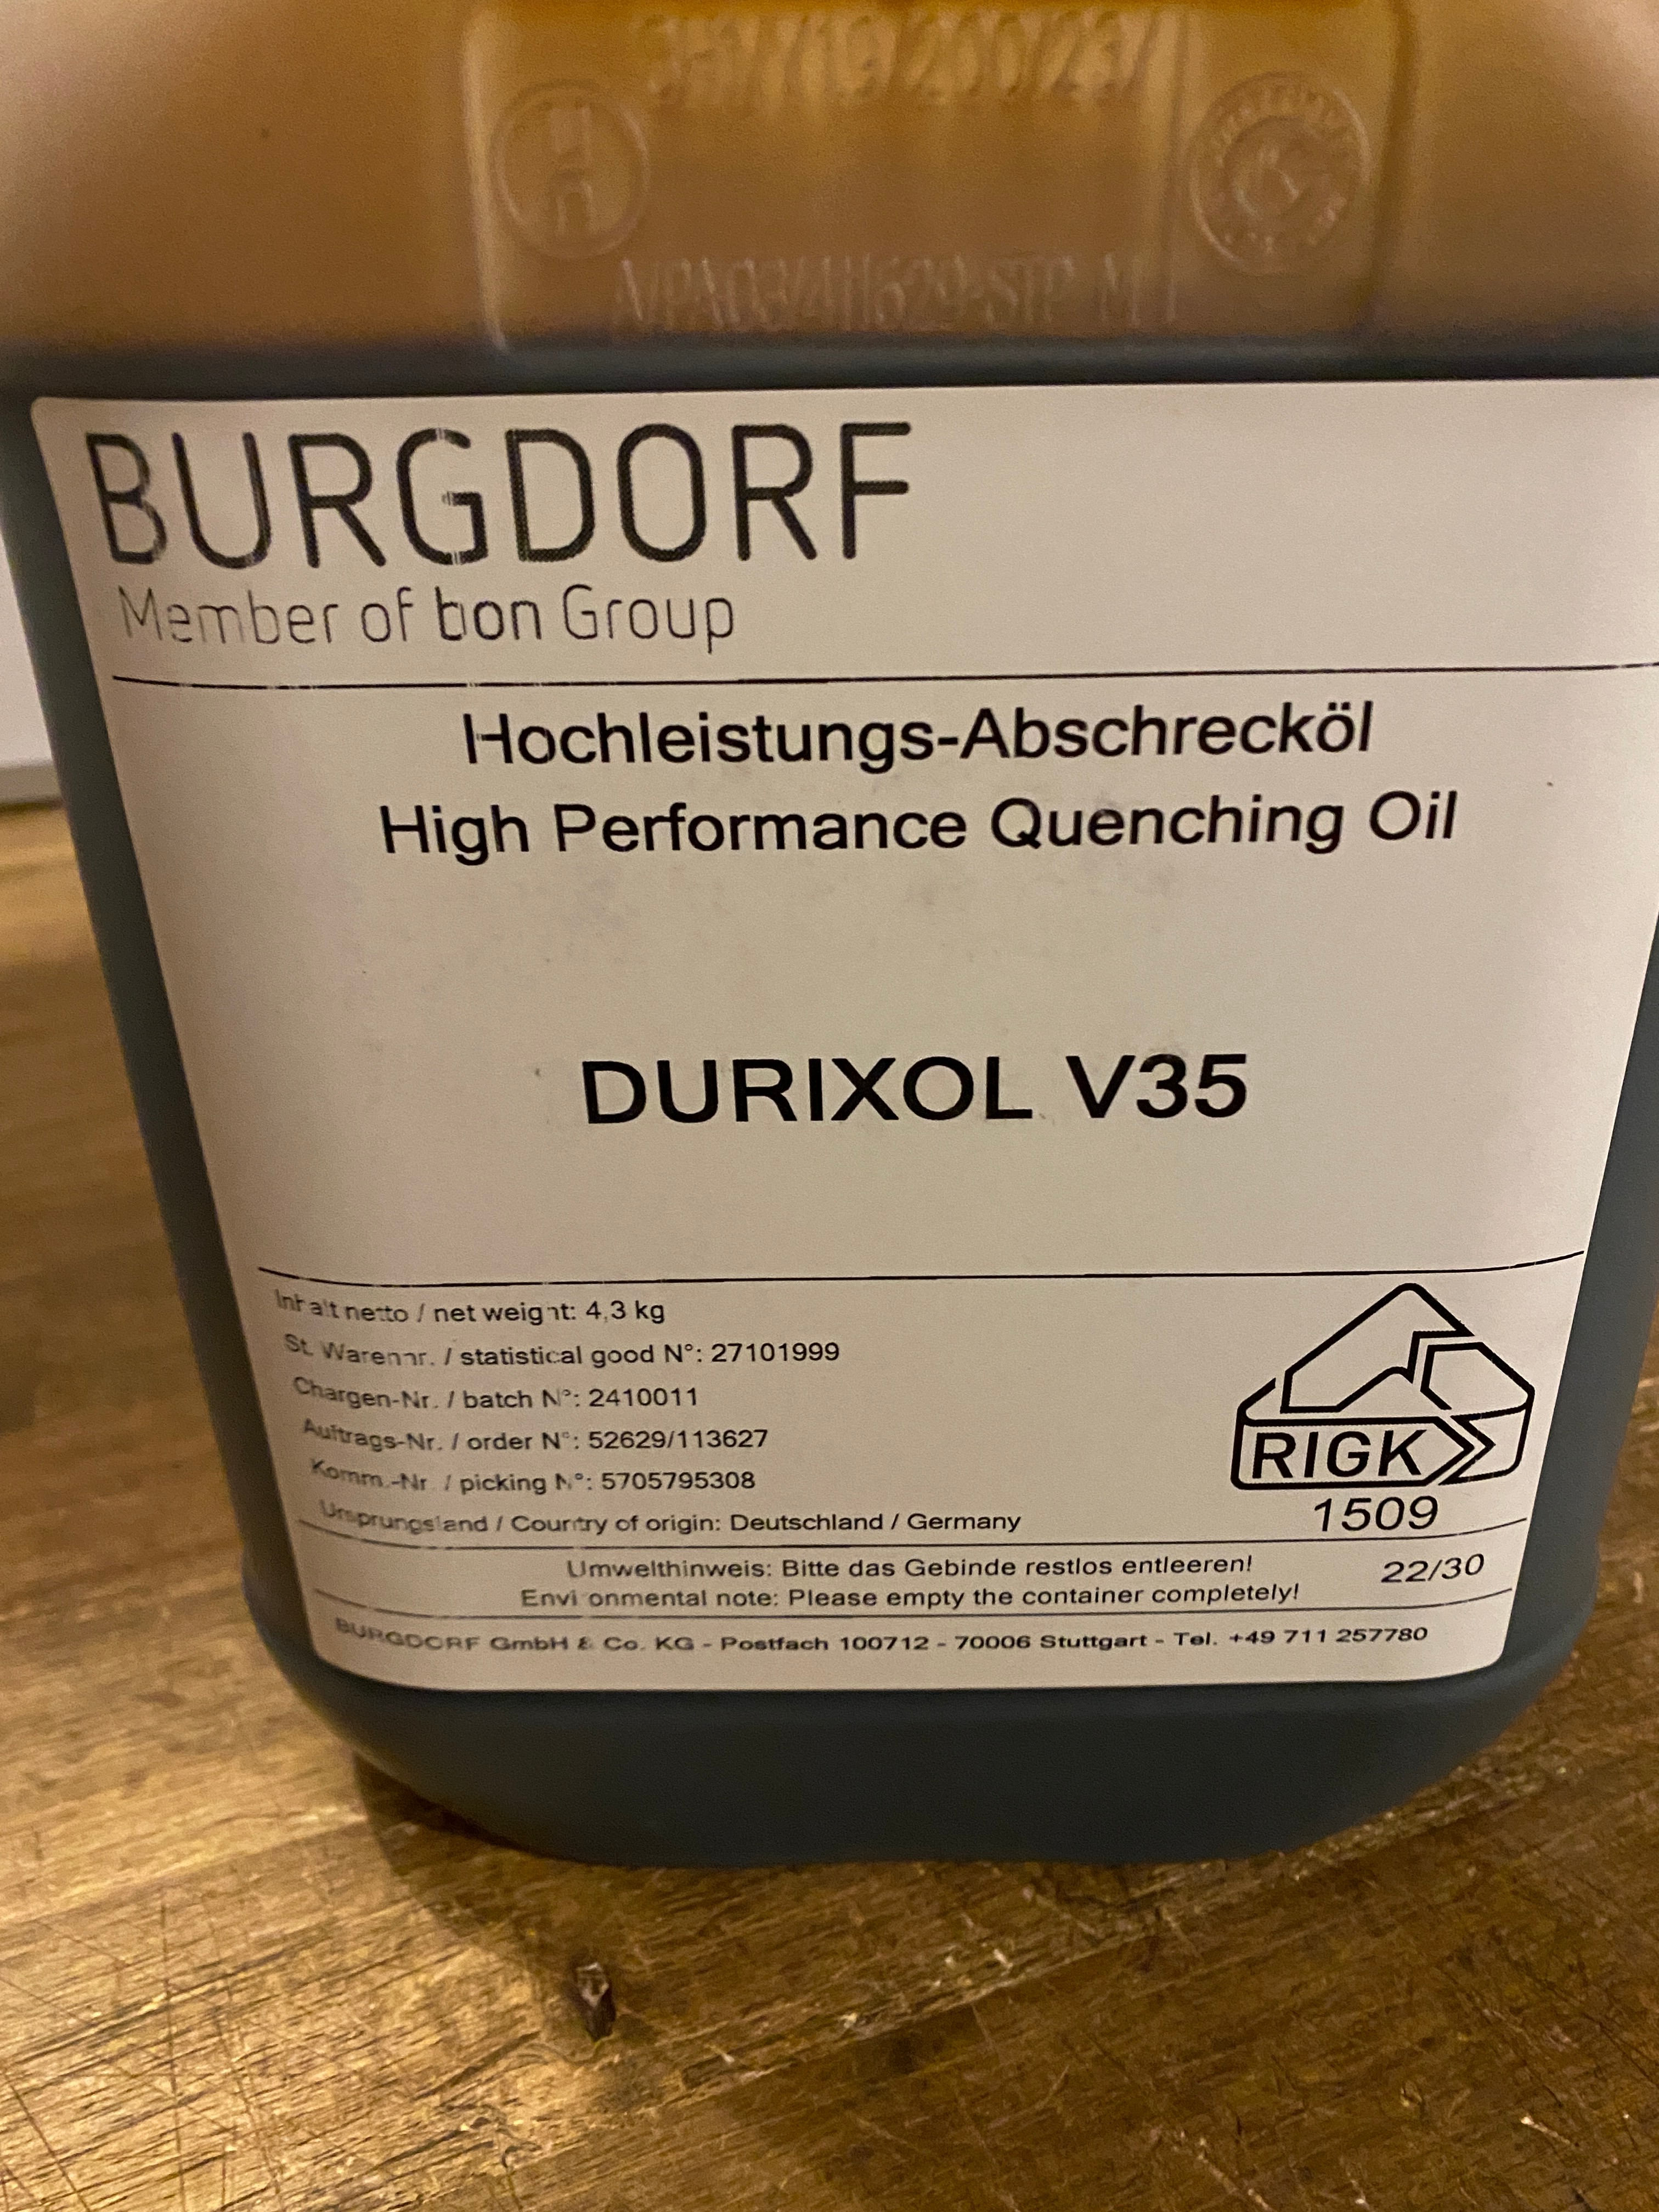 BURGDORF
Member of bon Group
Hochleistungs-Abschrecköl
High Performance Quenching Oil
DURIXOL V35
Inhalt netto / net weight: 4,3 kg
St. Warennr. / statistical good N°: 27101999
Chargen-Nr. / batch N°: 2410011
Auftrags-Nr. / order N°: 52629/113627
Komm.-Nr. / picking N°: 5705795308
Ursprungsland / Country of origin: Deutschland / Germany
RIGK
1509
Umwelthinweis: Bitte das Gebinde restlos entleeren!
Environmental note: Please empty the container completely!
22/30
BURGDORF GmbH & Co. KG - Postfach 100712 - 70006 Stuttgart - Tel. +49 711 257780